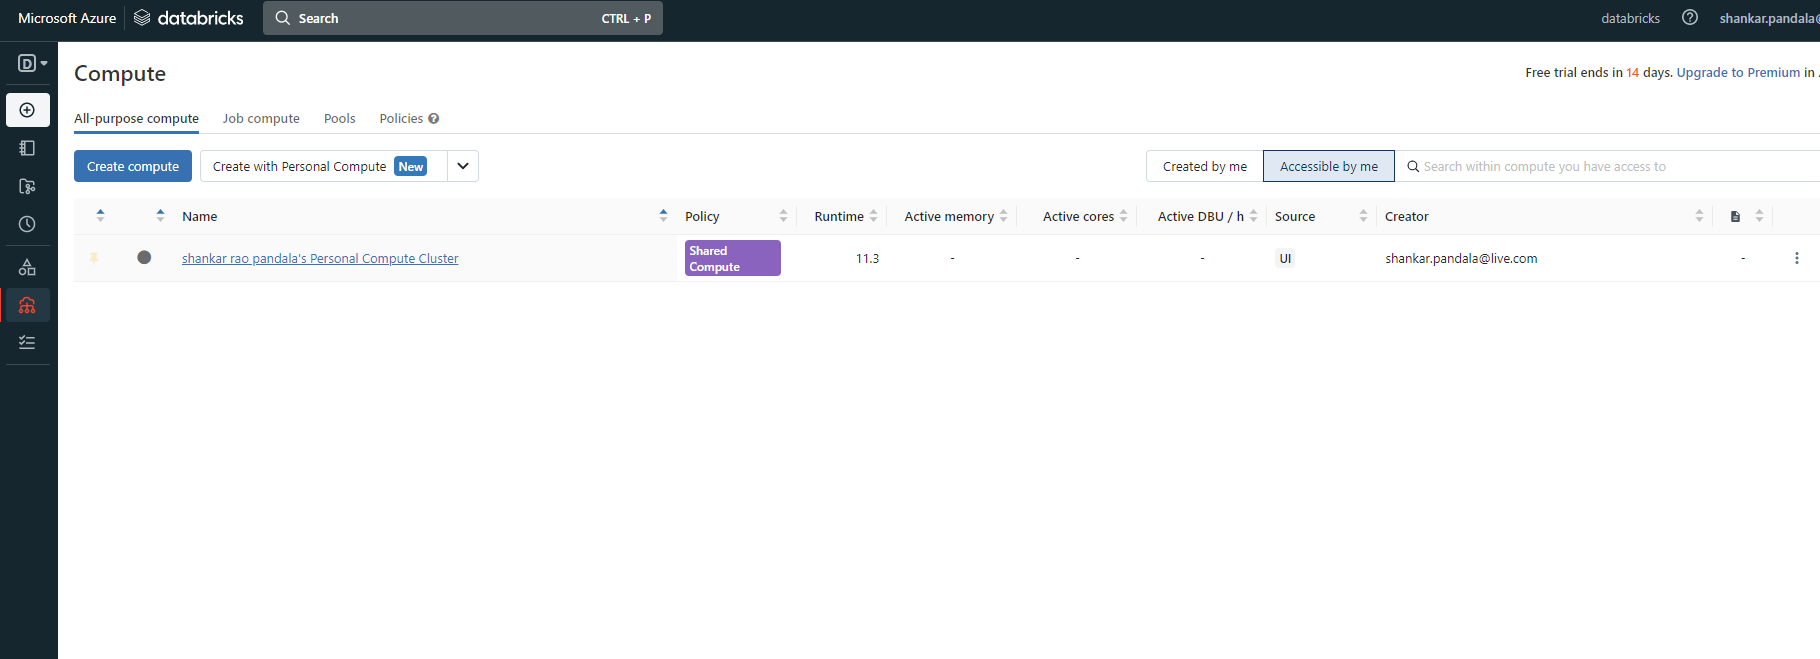 Microsoft Azure databricks Search CTRL + P databricks shankar.pandala@
D
Compute
Free trial ends in 14 days. Upgrade to Premium in
All-purpose compute Job compute Pools Policies
Create compute Create with Personal Compute New Created by me Accessible by me Search within compute you have access to
Name Policy Runtime Active memory Active cores Active DBU / h Source Creator
shankar rao pandala's Personal Compute Cluster Shared Compute 11.3 - - - UI shankar.pandala@live.com -